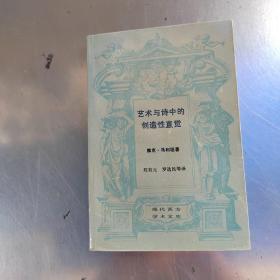 艺术与诗中的
创造性直觉
雅克·马利坦著
刘有元 罗选民等译
现代西方
学术文库